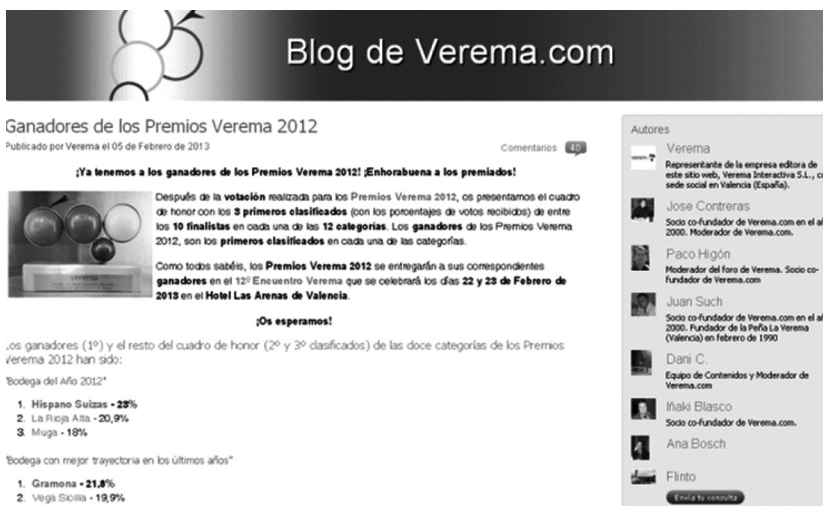 Blog de Verema.com
Ganadores de los Premios Verema 2012
Publicado por Verema el 05 de Febrero de 2013
Comentarios 40
¡Ya tenemos a los ganadores de los Premios Verema 2012! ¡Enhorabuena a los premiados!
Después de la votación realizada para los Premios Verema 2012, os presentamos el cuadro
de honor con los 3 primeros clasificados (con los porcentajes de votos recibidos) de entre
los 10 finalistas en cada una de las 12 categorías. Los ganadores de los Premios Verema
2012, son los primeros clasificados en cada una de las categorías.
Como todos sabéis, los Premios Verema 2012 se entregarán a sus correspondientes
ganadores en el 12º Encuentro Verema que se celebrará los días 22 y 23 de Febrero de
2013 en el Hotel Las Arenas de Valencia.
¡Os esperamos!
Los ganadores (1º) y el resto del cuadro de honor (2º y 3º clasificados) de las doce categorías de los Premios
Verema 2012 han sido:
"Bodega del Año 2012"
1. Hispano Suizas - 23%
2. La Rioja Alta - 20,9%
3. Muga - 18%
"Bodega con mejor trayectoria en los últimos años"
1. Gramona - 21,8%
2. Vega Sicilia - 19,9%
Autores
Verema
Representante de la empresa editora de
este sitio web, Verema Interactiva S.L.,
sede social en Valencia (España).
Jose Contreras
Socio co-fundador de Verema.com en el
2000. Moderador de Verema.com.
Paco Higón
Moderador del foro de Verema. Socio co-
fundador de Verema.com
Juan Such
Socio co-fundador de Verema.com en el
2000. Fundador de la Peña La Verema
(Valencia) en febrero de 1990
Dani C.
Equipo de Contenidos y Moderador de
Verema.com
Iñaki Blasco
Socio co-fundador de Verema.com.
Ana Bosch
Flinto
Envía tu consulta
verema